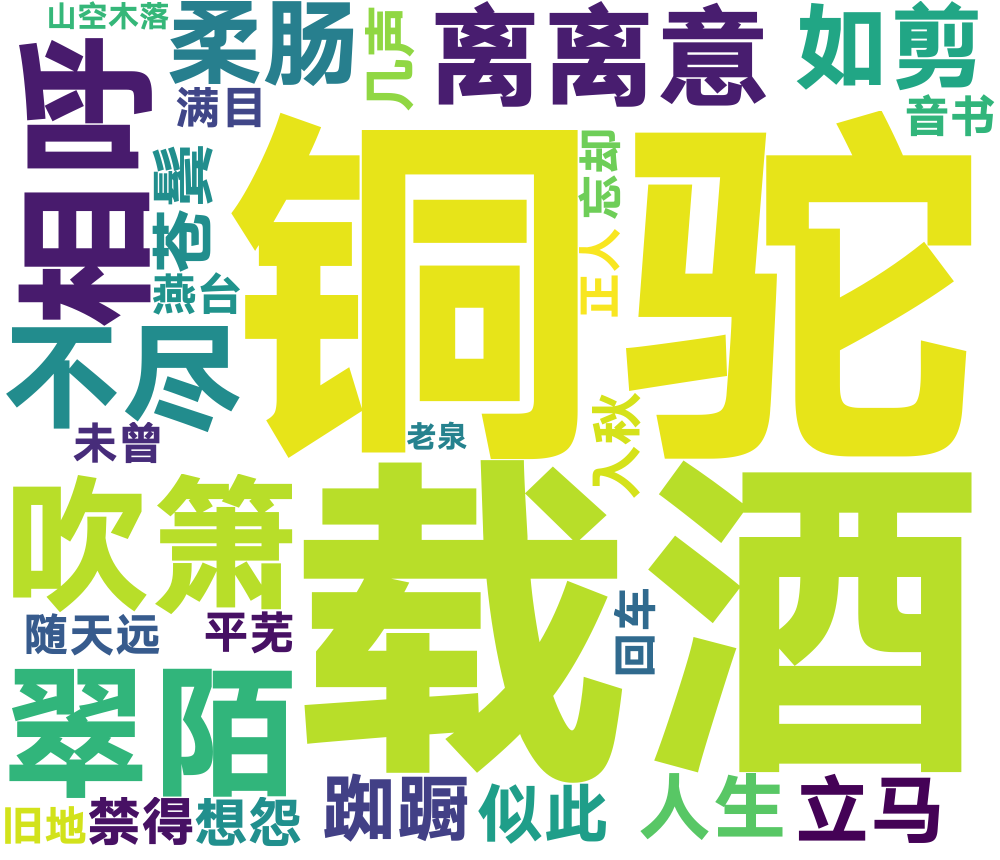 山空木落
柔肠
几声
离离意
如剪
满目
音书
相呼
铜驼
忘却
苍鬓
正人
燕台
不尽
入秋
未曾
老泉
载酒
吹箫
回车
随天远
平芜
翠陌
踟蹰
似此
人生
立马
旧地
禁得
想怨